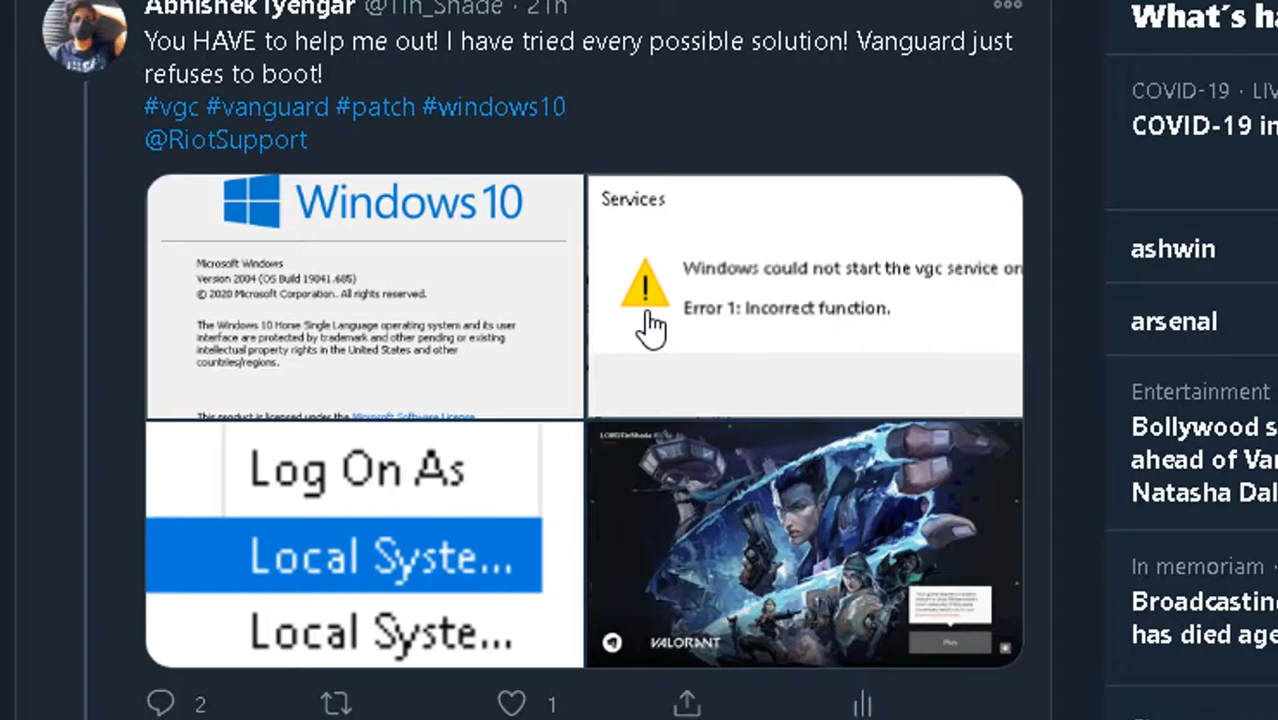 Abhishek Iyengar @Tin_Shade · 21h
You HAVE to help me out! I have tried every possible solution! Vanguard just
refuses to boot!
#vgc #vanguard #patch #windows10
@RiotSupport
Windows 10
Microsoft Windows
Version 2004 (OS Build 19041.685)
© 2020 Microsoft Corporation. All rights reserved.
The Windows 10 Home Single Language operating system and its user
interface are protected by trademark and other pending or existing
intellectual property rights in the United States and other
countries/regions.
This product is licensed under the Microsoft Software License
Services
Windows could not start the vgc service on
Error 1: Incorrect function.
Log On As
Local Syste...
Local Syste...
VALORANT
Play
2
1
What's ha
COVID-19 · LIV
COVID-19 in
ashwin
arsenal
Entertainment
Bollywood s
ahead of Va
Natasha Dal
In memoriam ·
Broadcasting
has died age